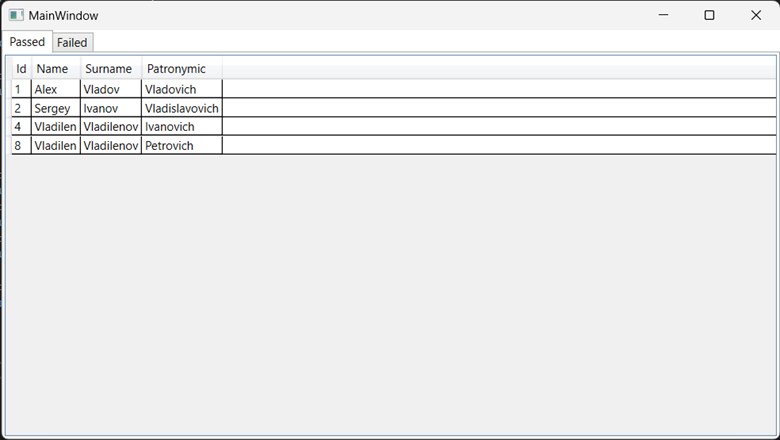 MainWindow
Passed Failed
Id Name Surname Patronymic
1 Alex Vladov Vladovich
2 Sergey Ivanov Vladislavovich
4 Vladilen Vladilenov Ivanovich
8 Vladilen Vladilenov Petrovich